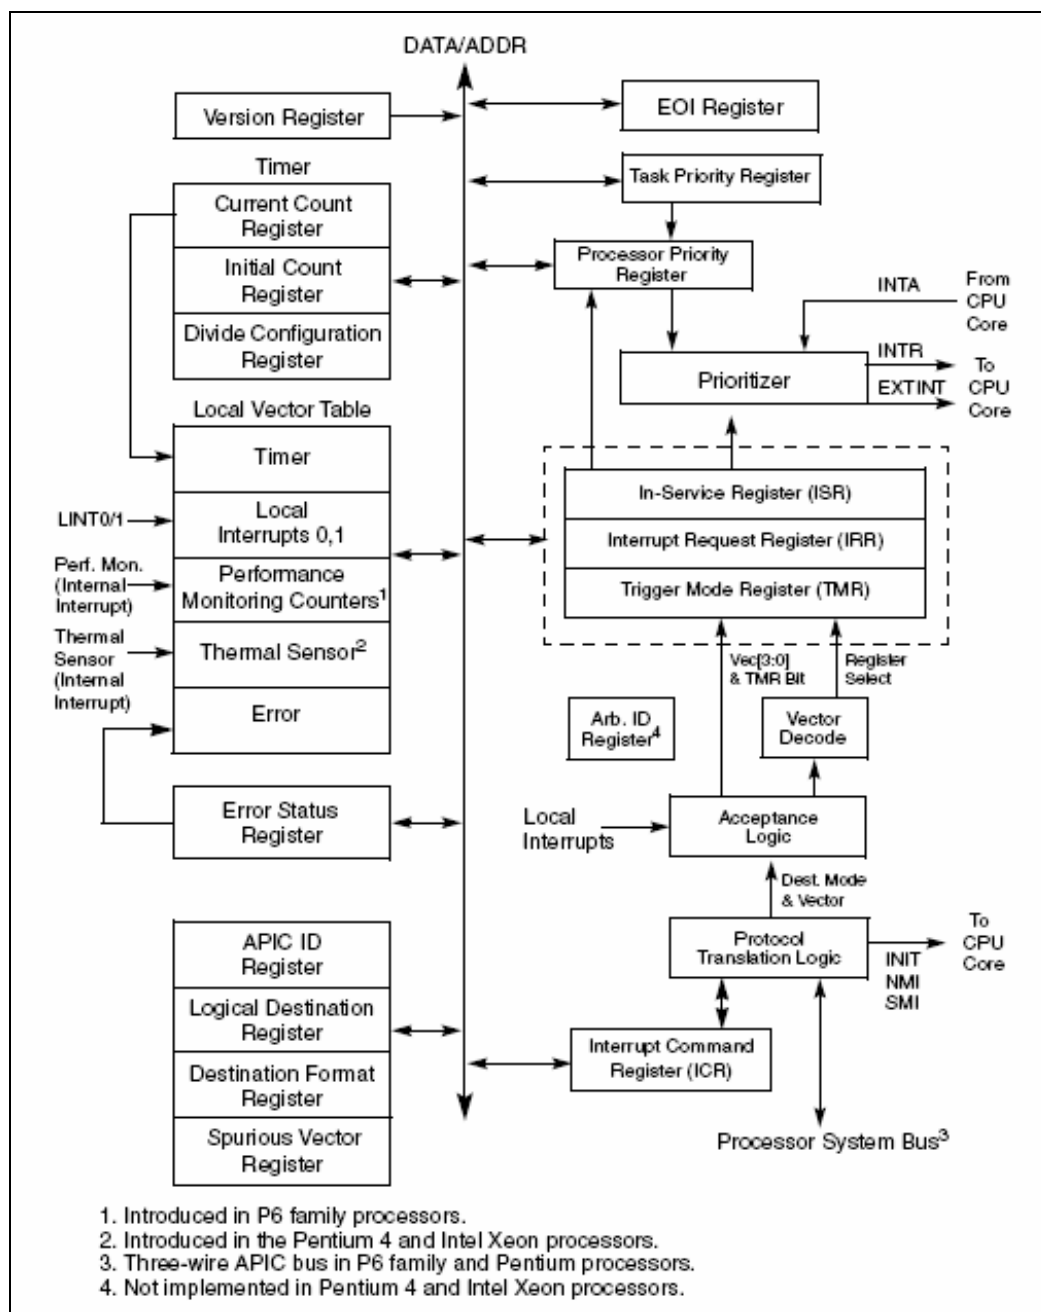 DATA/ADDR
Version Register
EOI Register
Timer
Task Priority Register
Current Count
Register
Initial Count
Register
Divide Configuration
Register
Processor Priority
Register
INTA
From
CPU
Core
Prioritizer
INTR
EXTINT
To
CPU
Core
Local Vector Table
Timer
Local
Interrupts 0,1
Performance
Monitoring Counters1
Thermal Sensor2
Error
LINT0/1
Perf. Mon.
(Internal
Interrupt)
Thermal
Sensor
(Internal
Interrupt)
In-Service Register (ISR)
Interrupt Request Register (IRR)
Trigger Mode Register (TMR)
Vec[3:0]
& TMR Bit
Register
Select
Arb. ID
Register4
Vector
Decode
Error Status
Register
Local
Interrupts
Acceptance
Logic
Dest. Mode
& Vector
Protocol
Translation Logic
INIT
NMI
SMI
To
CPU
Core
APIC ID
Register
Logical Destination
Register
Destination Format
Register
Spurious Vector
Register
Interrupt Command
Register (ICR)
Processor System Bus3
1. Introduced in P6 family processors.
2. Introduced in the Pentium 4 and Intel Xeon processors.
3. Three-wire APIC bus in P6 family and Pentium processors.
4. Not implemented in Pentium 4 and Intel Xeon processors.